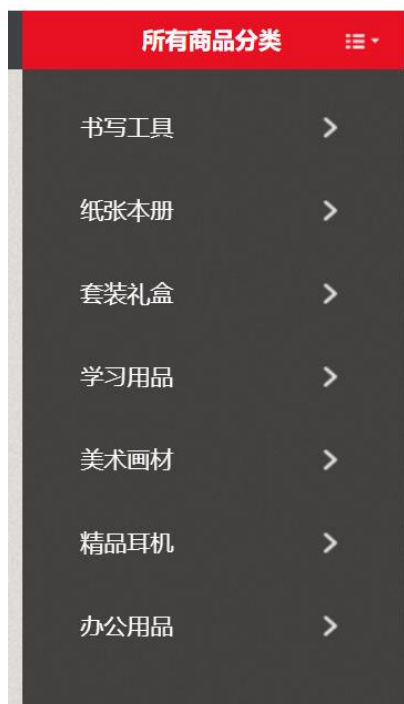 所有商品分类
书写工具
纸张本册
套装礼盒
学习用品
美术画材
精品耳机
办公用品